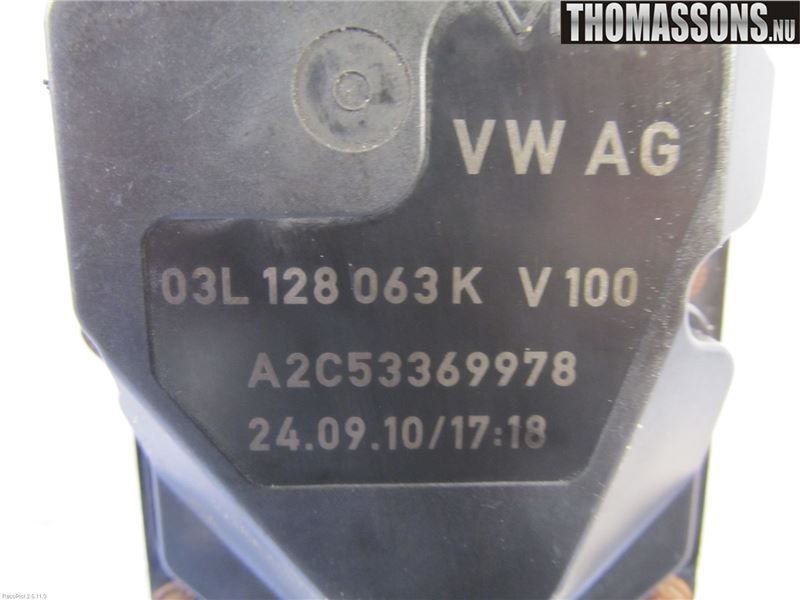 THOMASSONS.NU
VW AG
03L 128 063 K V 100
A2C53369978
24.09.10/17:18